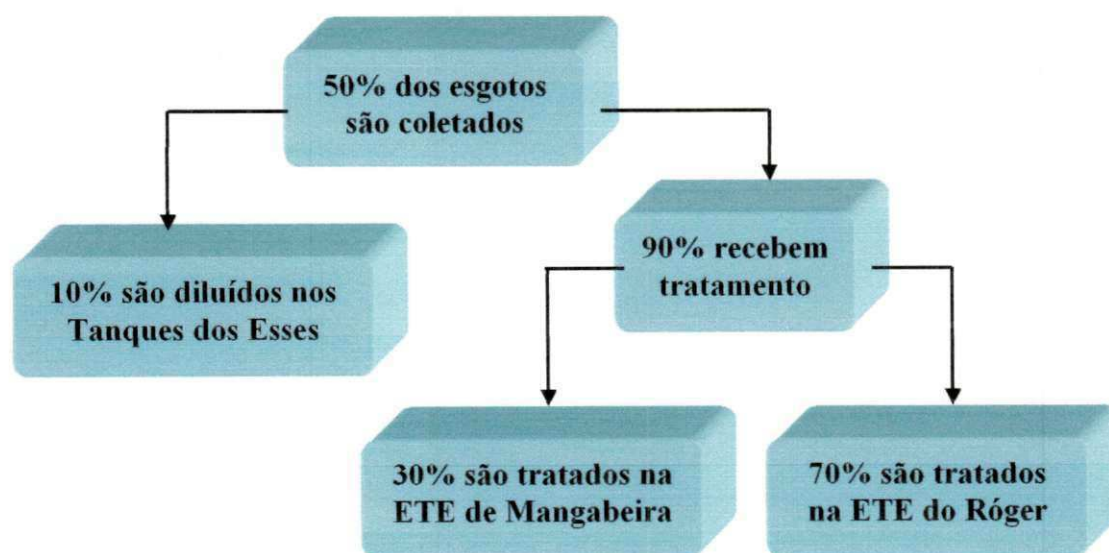 50% dos esgotos
são coletados
10% são diluídos nos
Tanques dos Esses
90% recebem
tratamento
30% são tratados na
ETE de Mangabeira
70% são tratados
na ETE do Róger